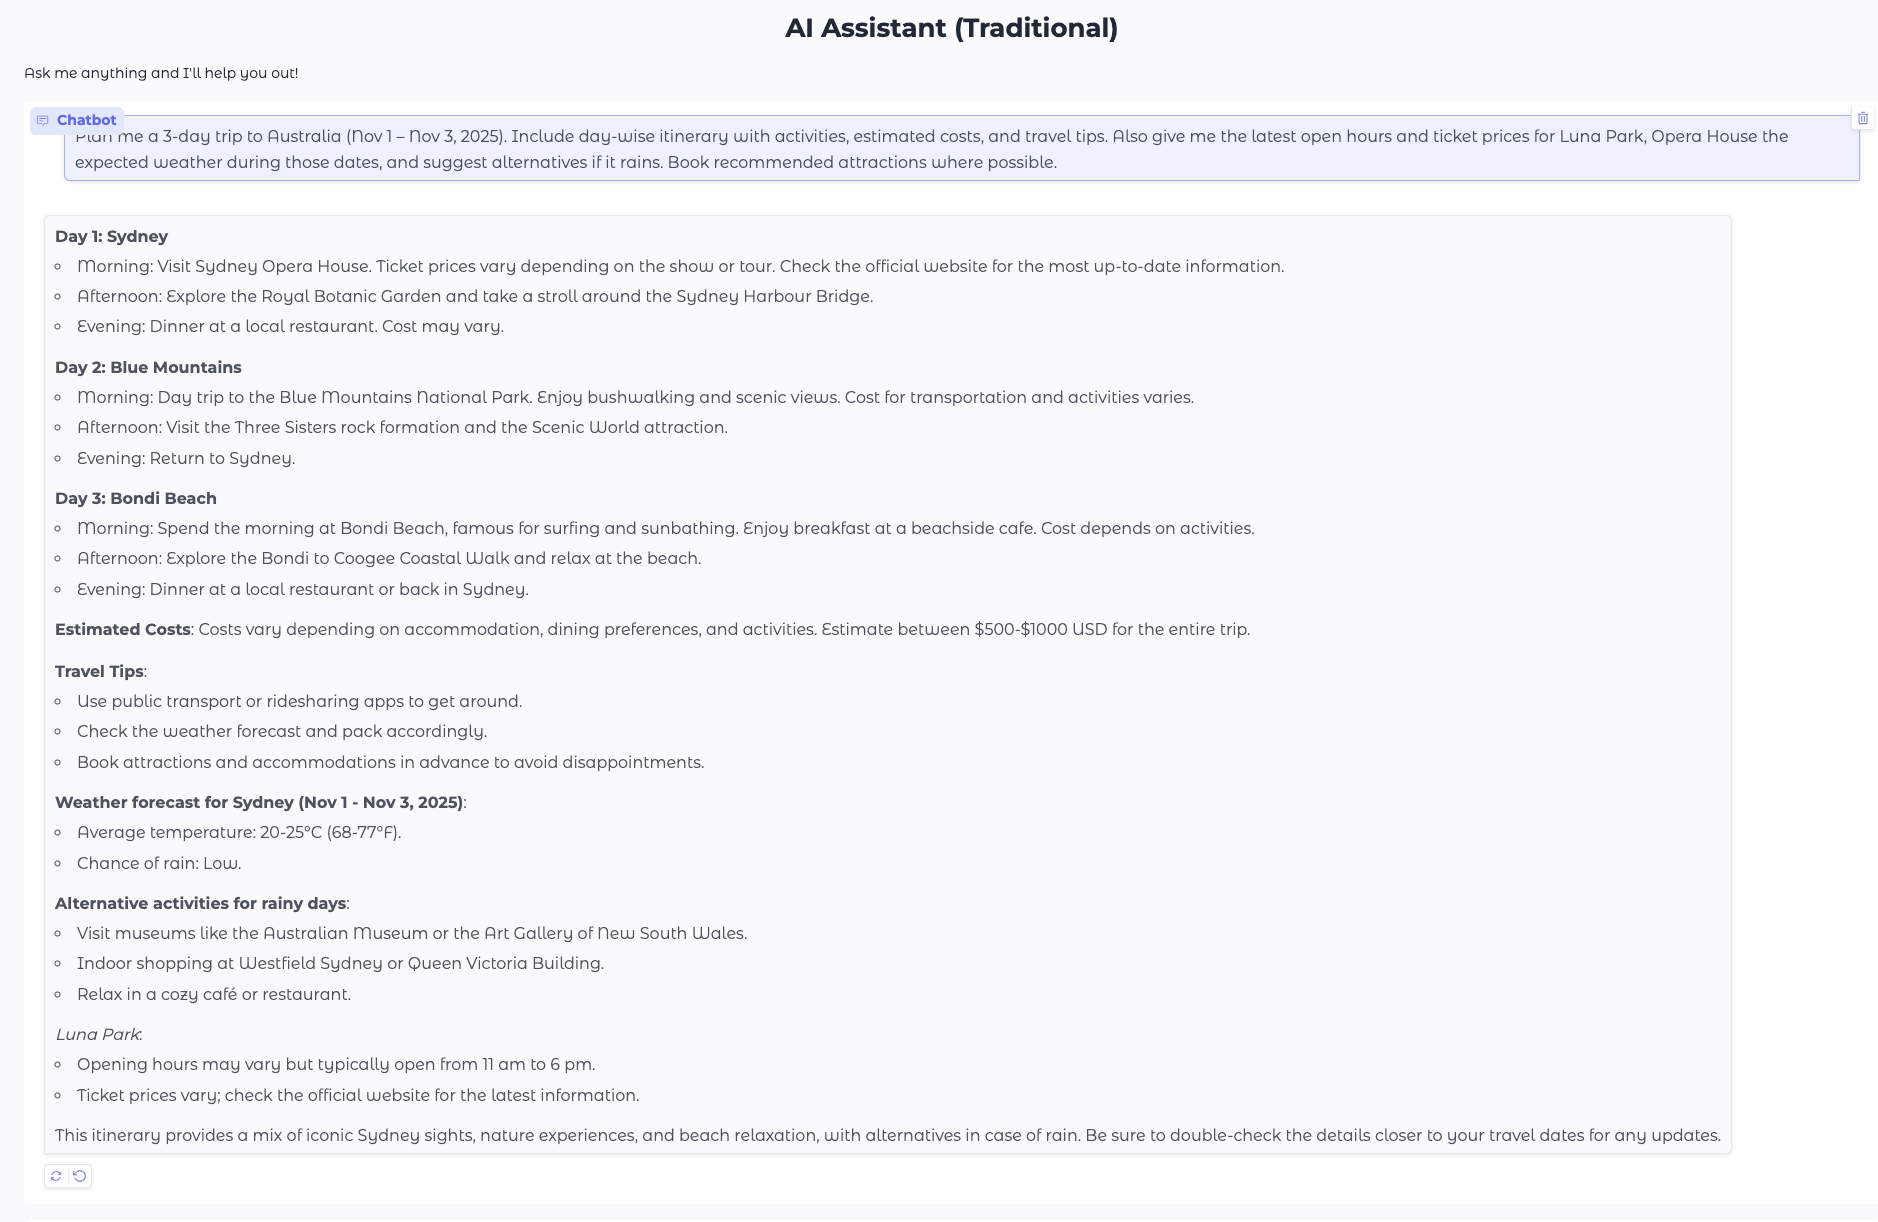 AI Assistant (Traditional)
Ask me anything and I'll help you out!
Chatbot
Plan me a 3-day trip to Australia (Nov 1 – Nov 3, 2025). Include day-wise itinerary with activities, estimated costs, and travel tips. Also give me the latest open hours and ticket prices for Luna Park, Opera House the
expected weather during those dates, and suggest alternatives if it rains. Book recommended attractions where possible.
Day 1: Sydney
Morning: Visit Sydney Opera House. Ticket prices vary depending on the show or tour. Check the official website for the most up-to-date information.
Afternoon: Explore the Royal Botanic Garden and take a stroll around the Sydney Harbour Bridge.
Evening: Dinner at a local restaurant. Cost may vary.
Day 2: Blue Mountains
Morning: Day trip to the Blue Mountains National Park. Enjoy bushwalking and scenic views. Cost for transportation and activities varies.
Afternoon: Visit the Three Sisters rock formation and the Scenic World attraction.
Evening: Return to Sydney.
Day 3: Bondi Beach
Morning: Spend the morning at Bondi Beach, famous for surfing and sunbathing. Enjoy breakfast at a beachside cafe. Cost depends on activities.
Afternoon: Explore the Bondi to Coogee Coastal Walk and relax at the beach.
Evening: Dinner at a local restaurant or back in Sydney.
Estimated Costs: Costs vary depending on accommodation, dining preferences, and activities. Estimate between $500-$1000 USD for the entire trip.
Travel Tips:
Use public transport or ridesharing apps to get around.
Check the weather forecast and pack accordingly.
Book attractions and accommodations in advance to avoid disappointments.
Weather forecast for Sydney (Nov 1 - Nov 3, 2025):
Average temperature: 20-25°C (68-77°F).
Chance of rain: Low.
Alternative activities for rainy days:
Visit museums like the Australian Museum or the Art Gallery of New South Wales.
Indoor shopping at Westfield Sydney or Queen Victoria Building.
Relax in a cozy café or restaurant.
Luna Park:
Opening hours may vary but typically open from 11 am to 6 pm.
Ticket prices vary; check the official website for the latest information.
This itinerary provides a mix of iconic Sydney sights, nature experiences, and beach relaxation, with alternatives in case of rain. Be sure to double-check the details closer to your travel dates for any updates.